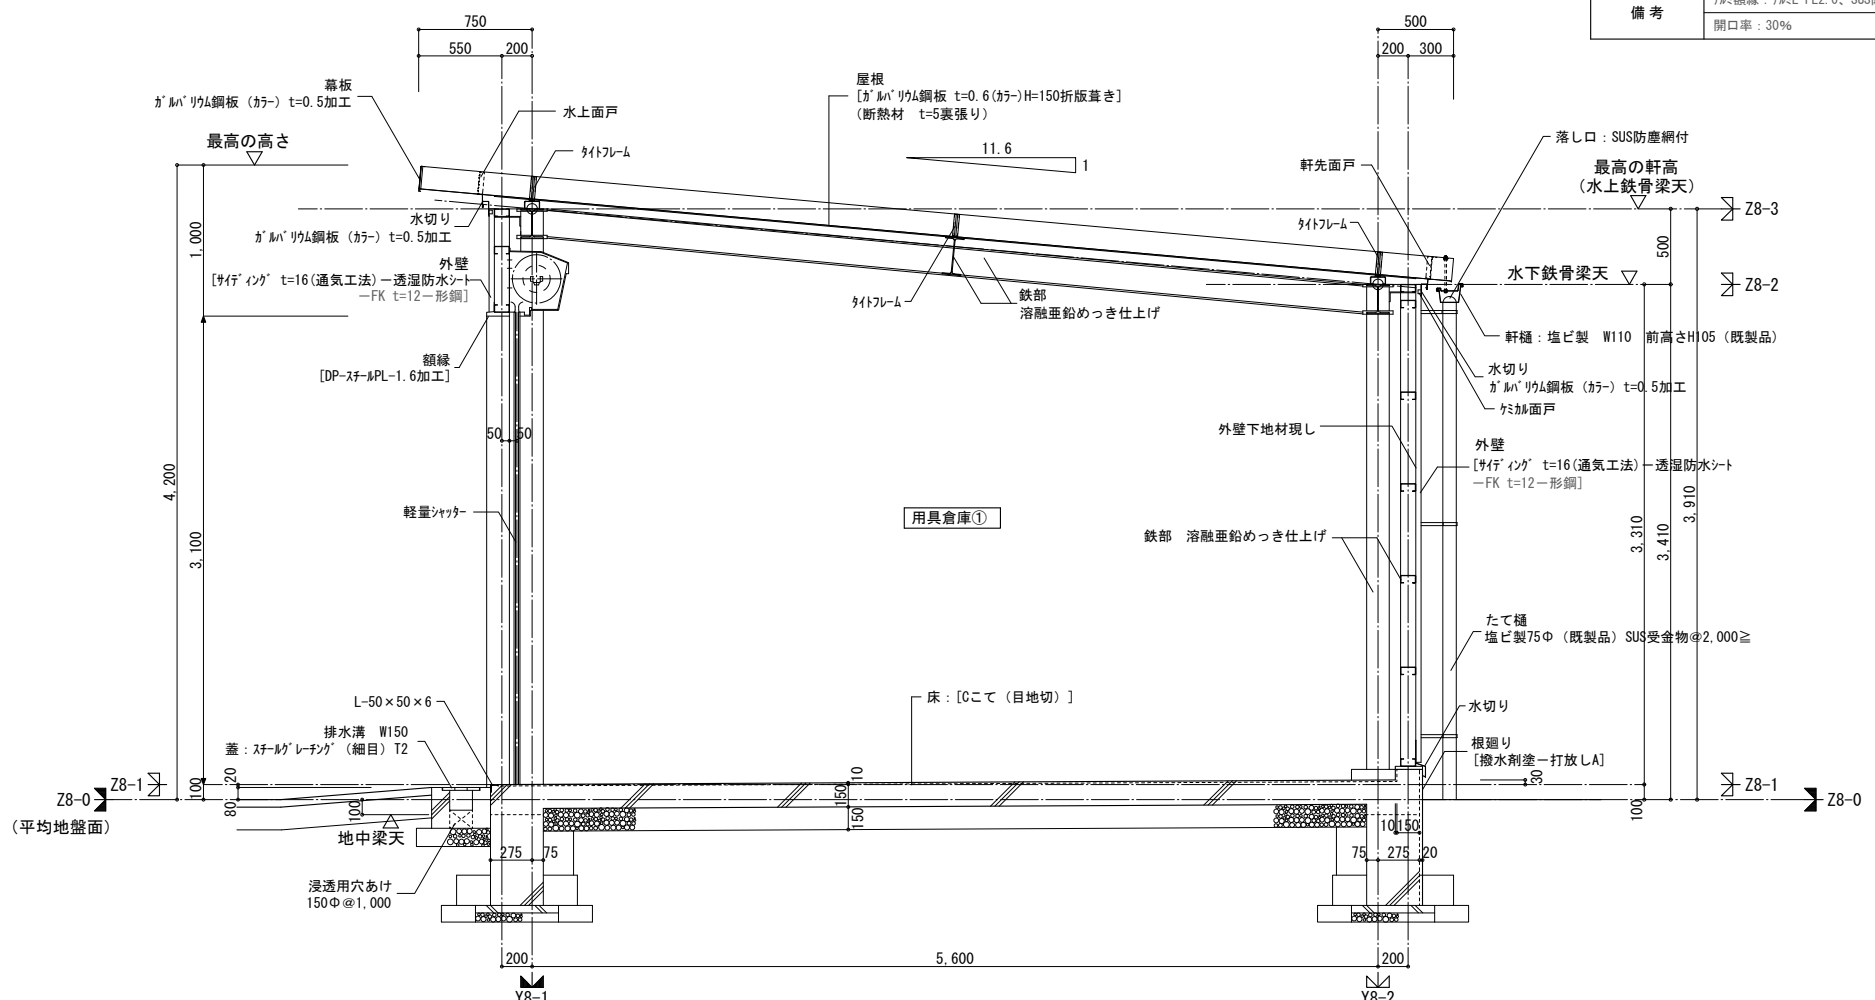 備考
開口率：30%
750
550
200
500
200
300
幕板
ｶﾞﾙﾊﾞﾘｳﾑ鋼板（ｶﾗｰ）t=0.5加工
水上面戸
屋根
[ｶﾞﾙﾊﾞﾘｳﾑ鋼板 t=0.6(ｶﾗｰ)H=150折版葺き]
(断熱材　t=5裏張り)
最高の高さ
ﾀｲﾄﾌﾚｰﾑ
11.6
1
軒先面戸
落し口：SUS防塵網付
最高の軒高
(水上鉄骨梁天)
Z8-3
水切り
ｶﾞﾙﾊﾞﾘｳﾑ鋼板（ｶﾗｰ）t=0.5加工
1,000
ﾀｲﾄﾌﾚｰﾑ
500
外壁
[ｻｲﾃﾞｨﾝｸﾞ t=16(通気工法)－透湿防水ｼｰﾄ
－FK t=12－形鋼]
水下鉄骨梁天
Z8-2
ﾀｲﾄﾌﾚｰﾑ
鉄部
溶融亜鉛めっき仕上げ
軒樋：塩ビ製　W110　前高さH105（既製品）
額縁
[DP-ｽﾁｰﾙPL-1.6加工]
水切り
ｶﾞﾙﾊﾞﾘｳﾑ鋼板（ｶﾗｰ）t=0.5加工
ｹﾐｶﾙ面戸
50
50
外壁下地材現し
外壁
[ｻｲﾃﾞｨﾝｸﾞ t=16(通気工法)－透湿防水ｼｰﾄ
－FK t=12－形鋼]
4,200
3,100
軽量ｼｬｯﾀｰ
用具倉庫①
鉄部　溶融亜鉛めっき仕上げ
3,310
3,410
3,910
たて樋
塩ビ製75Φ（既製品）SUS受金物@2,000≧
L-50×50×6
床：[Cこて（目地切）]
水切り
排水溝　W150
蓋：ｽﾁｰﾙｸﾞﾚｰﾁﾝｸﾞ（細目）T2
根廻り
[撥水剤塗－打放しA]
Z8-1
20
100
10
30
Z8-1
Z8-0
(平均地盤面)
80
100
150
150
100
Z8-0
地中梁天
10
150
275
75
75
275
20
浸透用穴あけ
150Φ@1,000
200
5,600
200
Y8-1
Y8-2